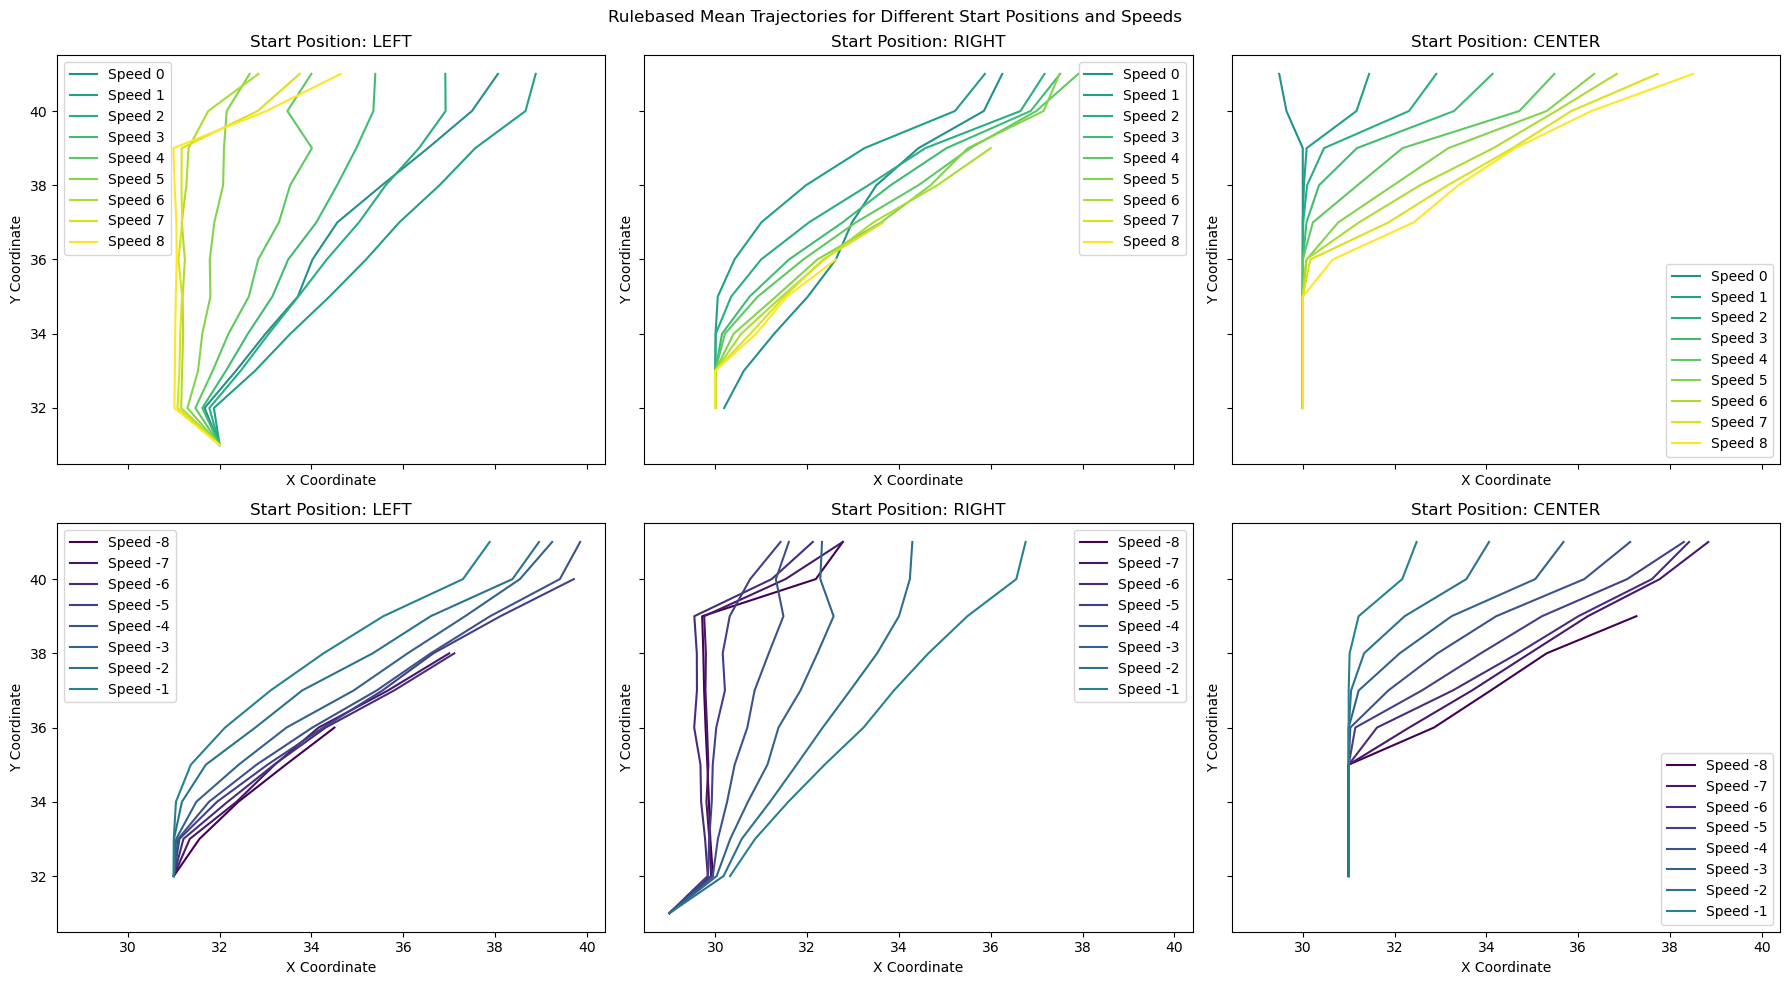 Rulebased Mean Trajectories for Different Start Positions and Speeds
Start Position: LEFT
Speed 0
Speed 1
Speed 2
Speed 3
Speed 4
Speed 5
Speed 6
Speed 7
Speed 8
40
38
36
34
32
Y Coordinate
X Coordinate
Start Position: RIGHT
Speed 0
Speed 1
Speed 2
Speed 3
Speed 4
Speed 5
Speed 6
Speed 7
Speed 8
Y Coordinate
X Coordinate
Start Position: CENTER
Speed 0
Speed 1
Speed 2
Speed 3
Speed 4
Speed 5
Speed 6
Speed 7
Speed 8
Y Coordinate
X Coordinate
Start Position: LEFT
Speed -8
Speed -7
Speed -6
Speed -5
Speed -4
Speed -3
Speed -2
Speed -1
40
38
36
34
32
Y Coordinate
30 32 34 36 38 40
X Coordinate
Start Position: RIGHT
Speed -8
Speed -7
Speed -6
Speed -5
Speed -4
Speed -3
Speed -2
Speed -1
Y Coordinate
30 32 34 36 38 40
X Coordinate
Start Position: CENTER
Speed -8
Speed -7
Speed -6
Speed -5
Speed -4
Speed -3
Speed -2
Speed -1
Y Coordinate
30 32 34 36 38 40
X Coordinate